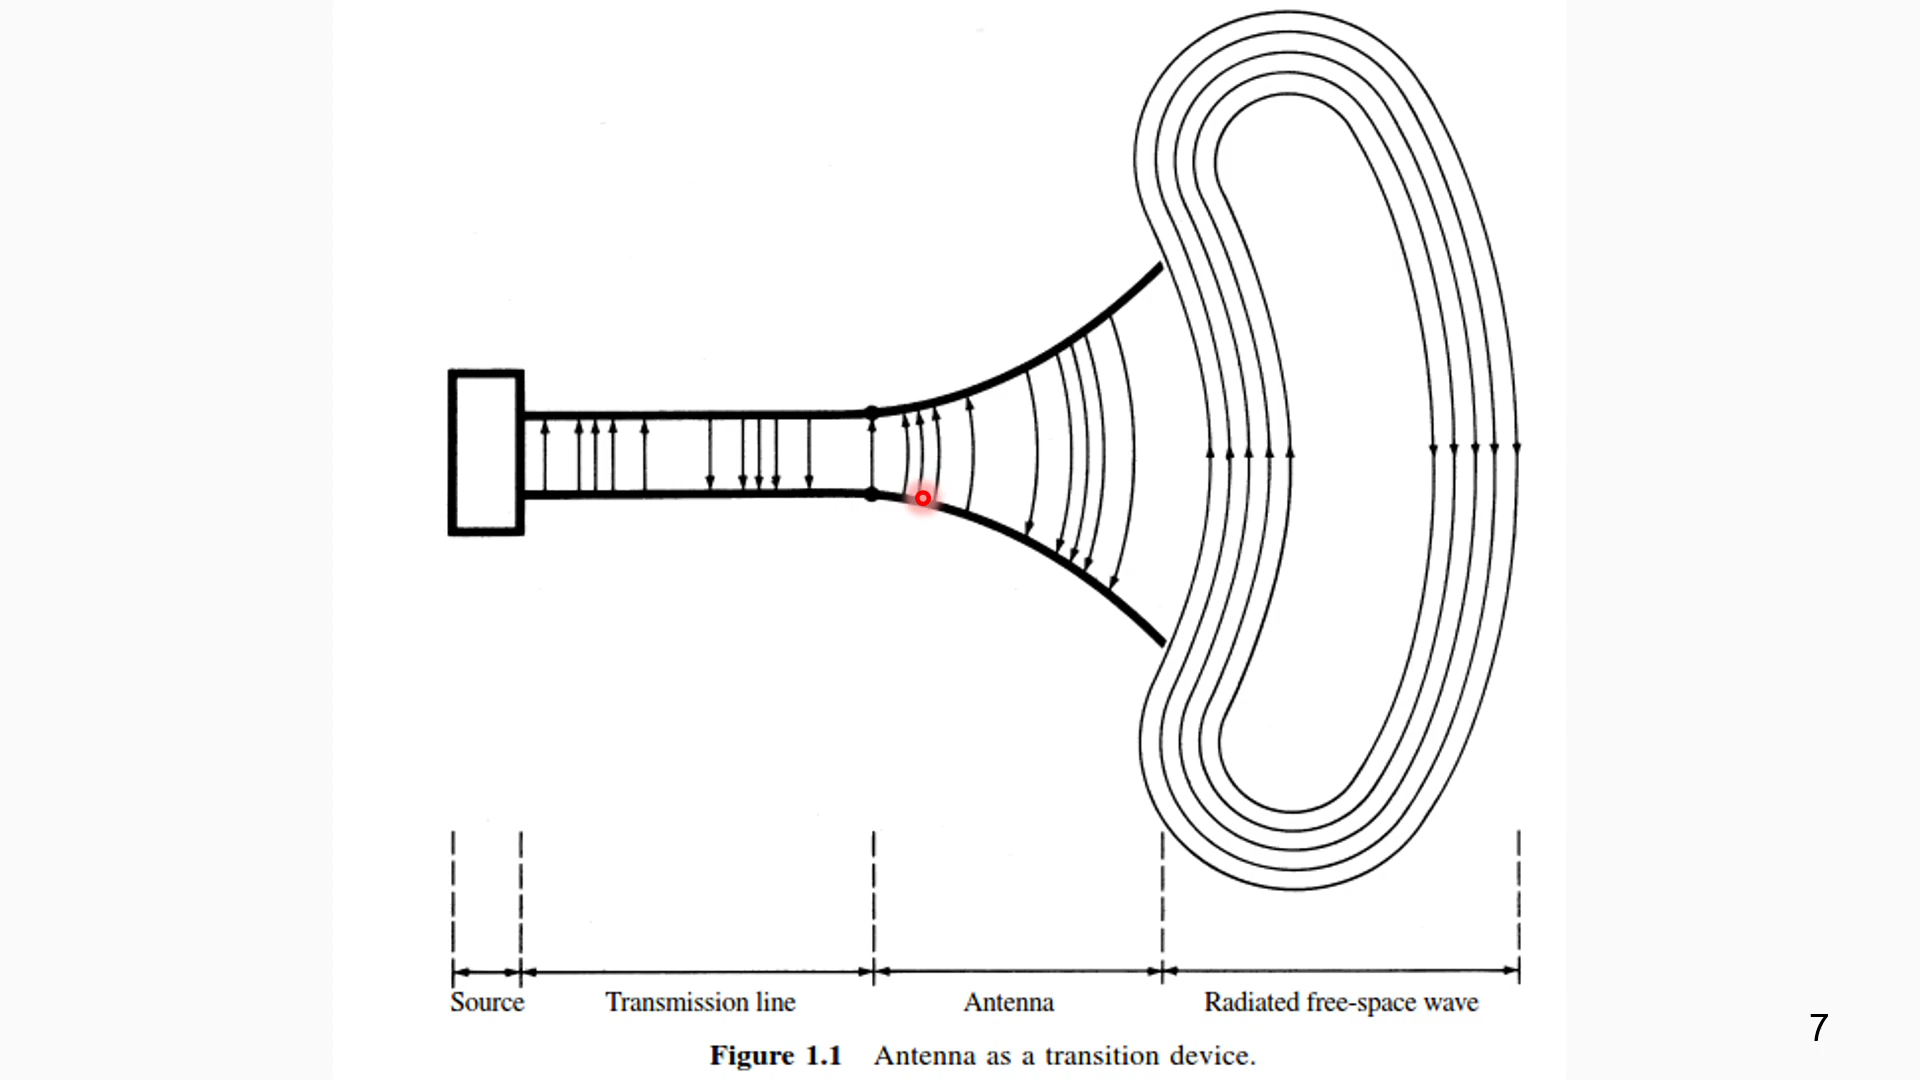 Source Transmission line Antenna Radiated free-space wave
Figure 1.1 Antenna as a transition device.
7